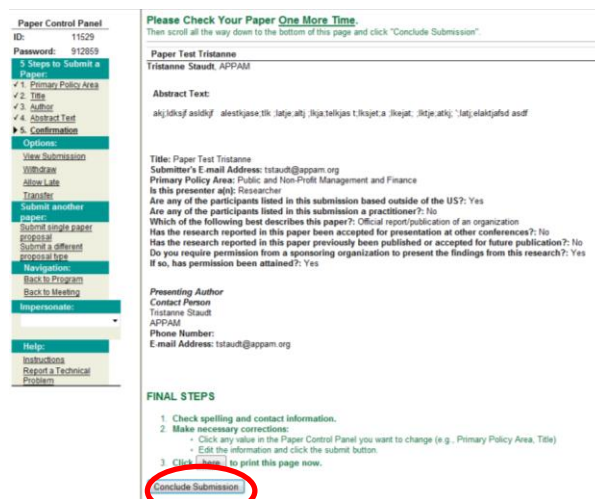 Paper Control Panel
ID: 11529
Password: 912859
5 Steps to Submit a
Paper:
✓ 1. Primary Policy Area
✓ 2. Title
✓ 3. Author
✓ 4. Abstract Text
5. Confirmation
Options:
View Submission
Withdraw
Allow Late
Transfer
Submit another
paper:
Submit single paper
proposal
Submit a different
proposal type
Navigation:
Back to Program
Back to Meeting
Impersonate:
Help:
Instructions
Report a Technical
Problem
Please Check Your Paper One More Time.
Then scroll all the way down to the bottom of this page and click "Conclude Submission".
Paper Test Tristanne
Tristanne Staudt, APPAM
Abstract Text:
Title: Paper Test Tristanne
Submitter's E-mail Address: tstaudt@appam.org
Primary Policy Area: Public and Non-Profit Management and Finance
Is this presenter a(n): Researcher
Are any of the participants listed in this submission based outside of the US?: Yes
Are any of the participants listed in this submission a practitioner?: No
Which of the following best describes this paper?: Official report/publication of an organization
Has the research reported in this paper been accepted for presentation at other conferences?: No
Has the research reported in this paper previously been published or accepted for future publication?: No
Do you require permission from a sponsoring organization to present the findings from this research?: Yes
If so, has permission been attained?: Yes
Presenting Author
Contact Person
Tristanne Staudt
APPAM
Phone Number:
E-mail Address: tstaudt@appam.org
FINAL STEPS
1. Check spelling and contact information.
2. Make necessary corrections:
◦ Click any value in the Paper Control Panel you want to change (e.g., Primary Policy Area, Title)
◦ Edit the information and click the submit button.
3. Click here to print this page now.
Conclude Submission